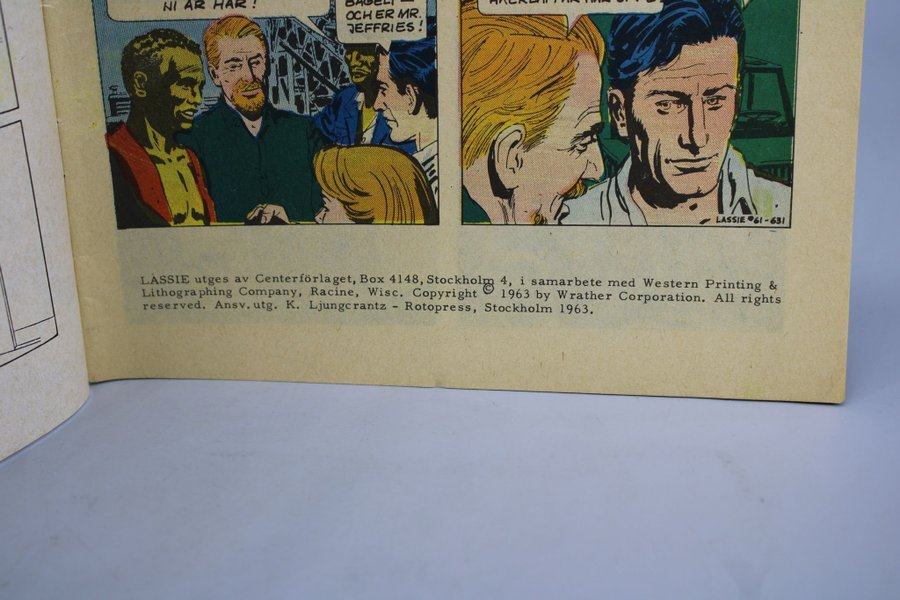 NI ÄR HÄR!
OCH ER MR.
JEFFRIES!
LASSIE #61-631
LASSIE utges av Centerförlaget, Box 4148, Stockholm 4, i samarbete med Western Printing &
Lithographing Company, Racine, Wisc. Copyright © 1963 by Wrather Corporation. All rights
reserved. Ansv. utg. K. Ljungcrantz - Rotopress, Stockholm 1963.